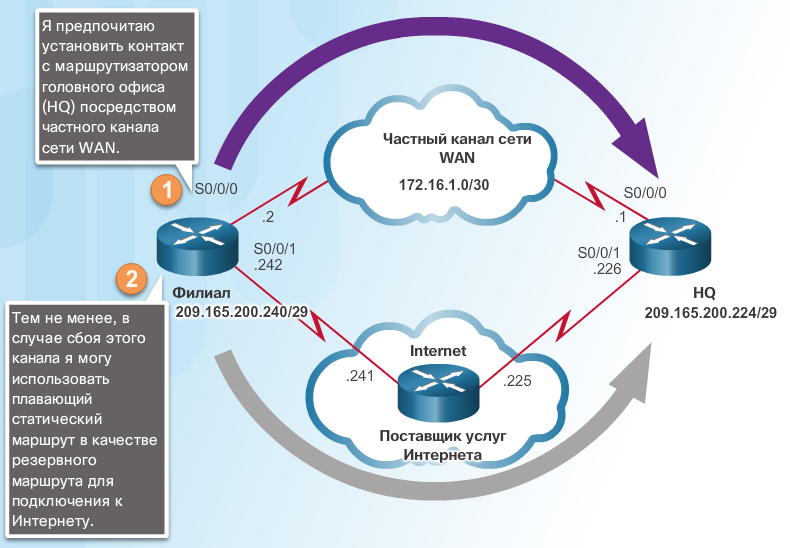 Я предпочитаю
установить контакт
с маршрутизатором
головного офиса
(HQ) посредством
частного канала
сети WAN.
Частный канал сети
WAN
172.16.1.0/30
1
S0/0/0
S0/0/0
.2
.1
S0/0/1
.242
S0/0/1
.226
2
Филиал
209.165.200.240/29
HQ
209.165.200.224/29
Тем не менее, в
случае сбоя этого
канала я могу
использовать
плавающий
статический
маршрут в качестве
резервного
маршрута для
подключения к
Интернету.
Internet
.241
.225
Поставщик услуг
Интернета